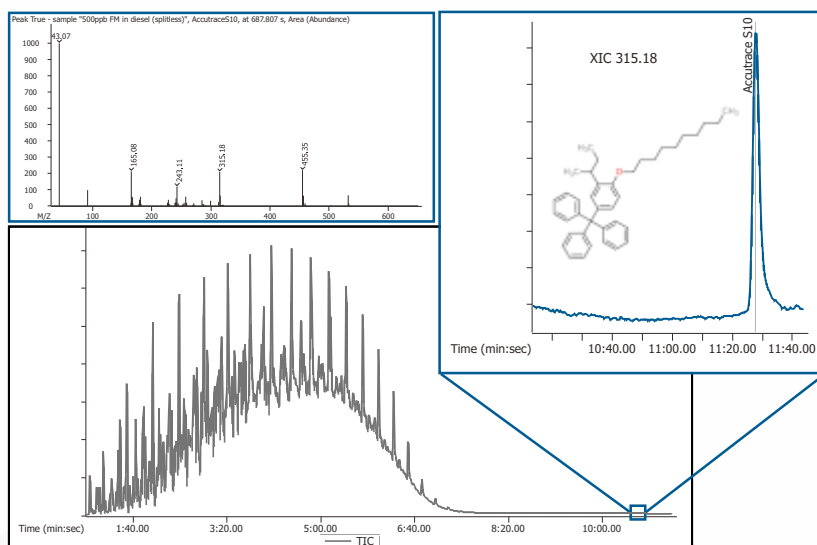 Peak True - sample "500ppb FM in diesel (splitless)", AccutraceS10, at 687.807 s, Area (Abundance)
1000
900
800
700
600
500
400
300
200
100
0
43.07
165.08
243.11
315.18
455.35
M/Z 100 200 300 400 500 600
XIC 315.18
Accutrace S10
CH₃
H₃C
CH₃
O
Time (min:sec) 10:40.00 11:00.00 11:20.00 11:40.00
Time (min:sec) 1:40.00 3:20.00 5:00.00 6:40.00 8:20.00 10:00.00
TIC